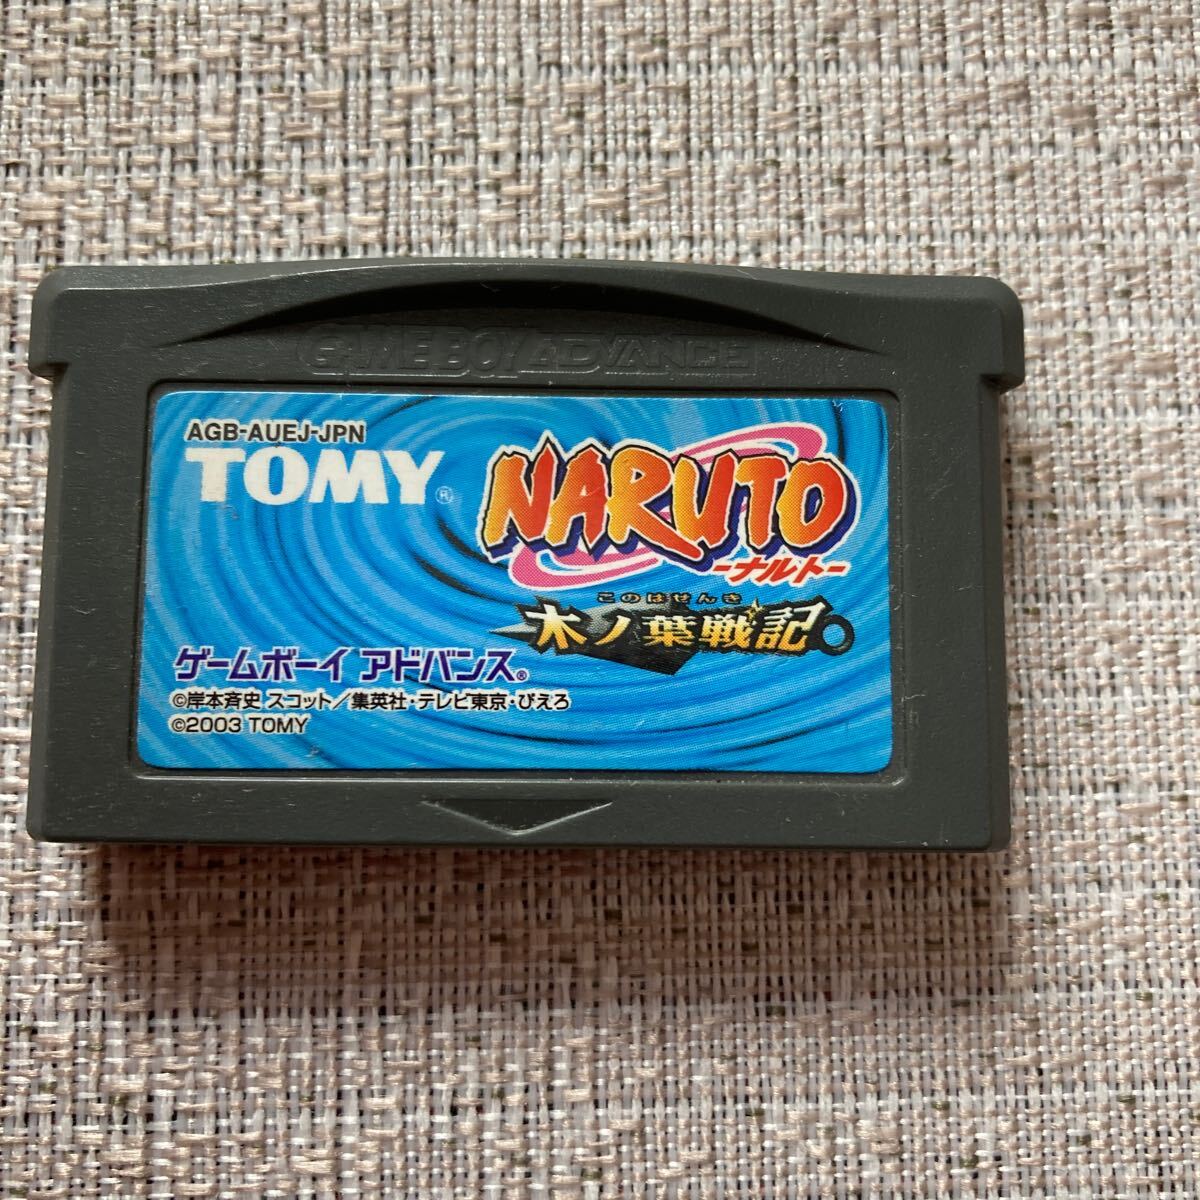 GAME BOY ADVANCE
AGB-AUEJ-JPN
TOMY®
NARUTO
-ナルト-
このはせんき
木ノ葉戦記
ゲームボーイ アドバンス®
©岸本斉史 スコット／集英社・テレビ東京・ぴえろ
©2003 TOMY